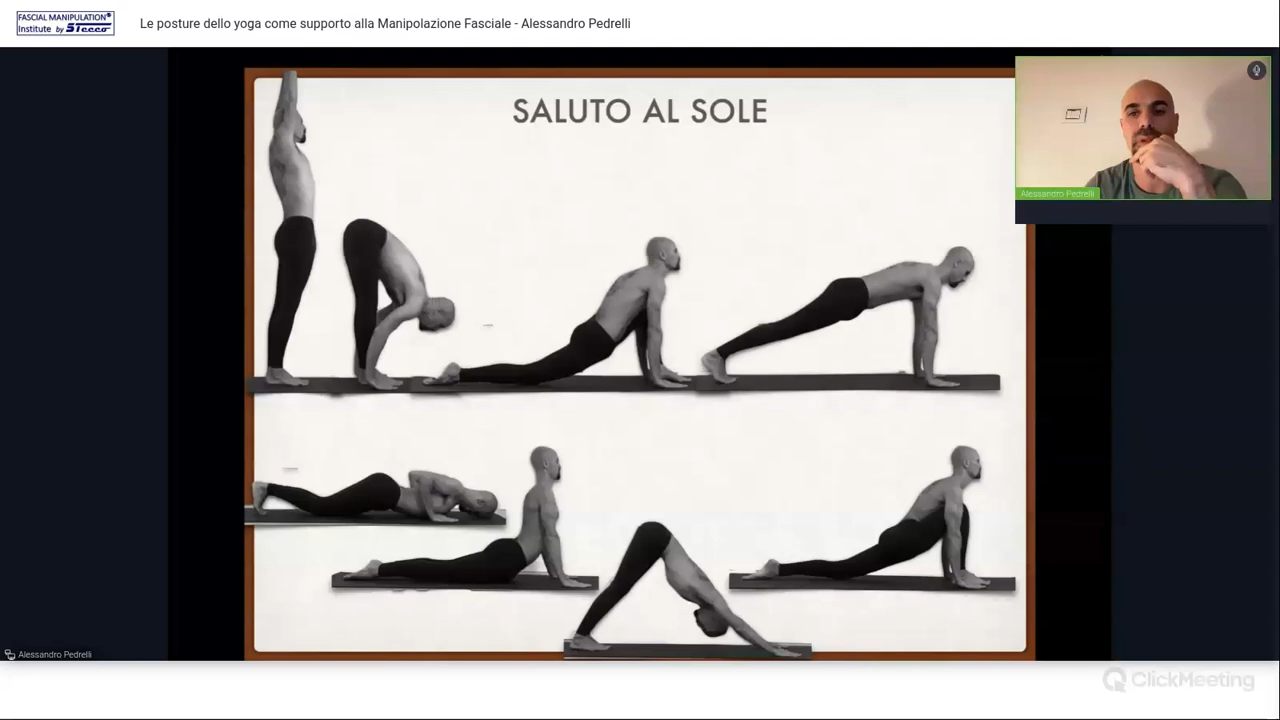 FASCIAL MANIPULATION®
Institute by Stecco
Le posture dello yoga come supporto alla Manipolazione Fasciale - Alessandro Pedrelli
SALUTO AL SOLE
Alessandro Pedrelli
Alessandro Pedrelli
ClickMeeting